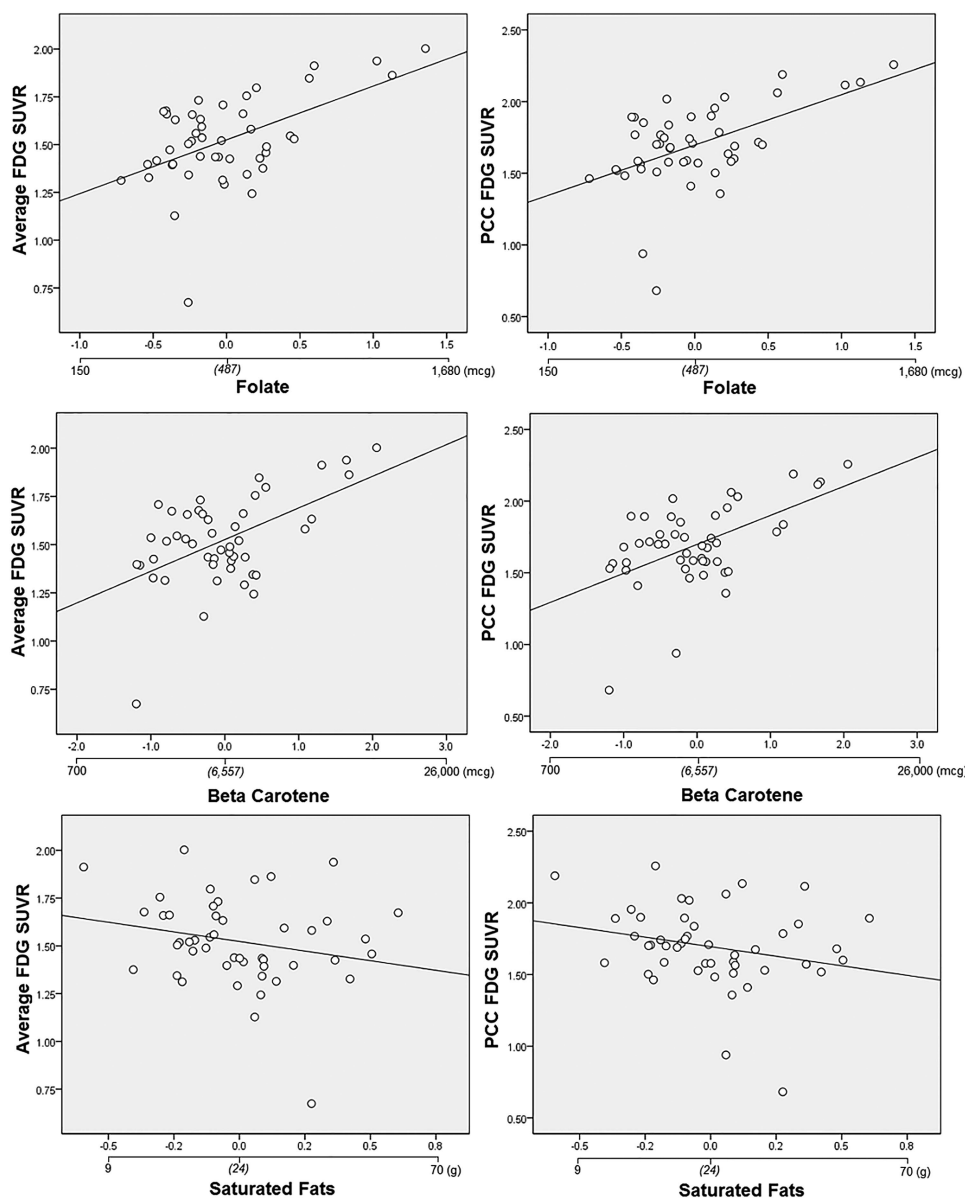 2.00
1.75
1.50
1.25
1.00
0.75
Average FDG SUVR
-1.0 -0.5 0.0 0.5 1.0 1.5
150 (487) 1,680 (mcg)
Folate
2.50
2.00
1.50
1.00
0.50
PCC FDG SUVR
-1.0 -0.5 0.0 0.5 1.0 1.5
150 (487) 1,680 (mcg)
Folate
2.00
1.75
1.50
1.25
1.00
0.75
Average FDG SUVR
-2.0 -1.0 0.0 1.0 2.0 3.0
700 (6,557) 26,000 (mcg)
Beta Carotene
2.50
2.00
1.50
1.00
0.50
PCC FDG SUVR
-2.0 -1.0 0.0 1.0 2.0 3.0
700 (6,557) 26,000 (mcg)
Beta Carotene
2.00
1.75
1.50
1.25
1.00
0.75
Average FDG SUVR
-0.5 -0.2 0.0 0.2 0.5 0.8
9 (24) 70 (g)
Saturated Fats
2.50
2.00
1.50
1.00
0.50
PCC FDG SUVR
-0.5 -0.2 0.0 0.2 0.5 0.8
9 (24) 70 (g)
Saturated Fats